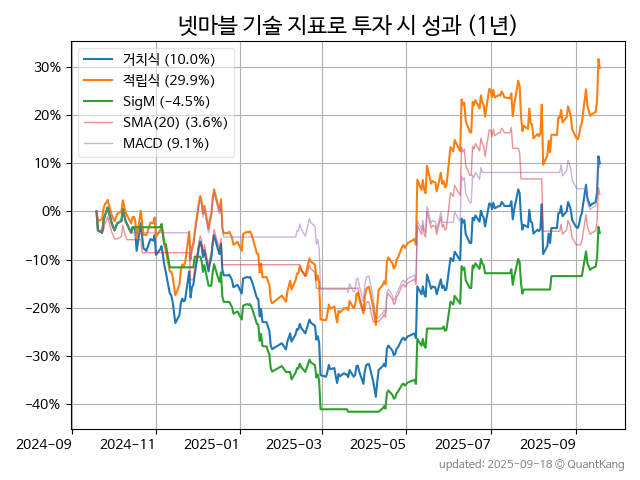 넷마블 기술 지표로 투자 시 성과 (1년)
거치식 (10.0%)
적립식 (29.9%)
SigM (−4.5%)
SMA(20) (3.6%)
MACD (9.1%)
30%
20%
10%
0%
−10%
−20%
−30%
−40%
2024-09 2024-11 2025-01 2025-03 2025-05 2025-07 2025-09
updated: 2025-09-18 © QuantKang